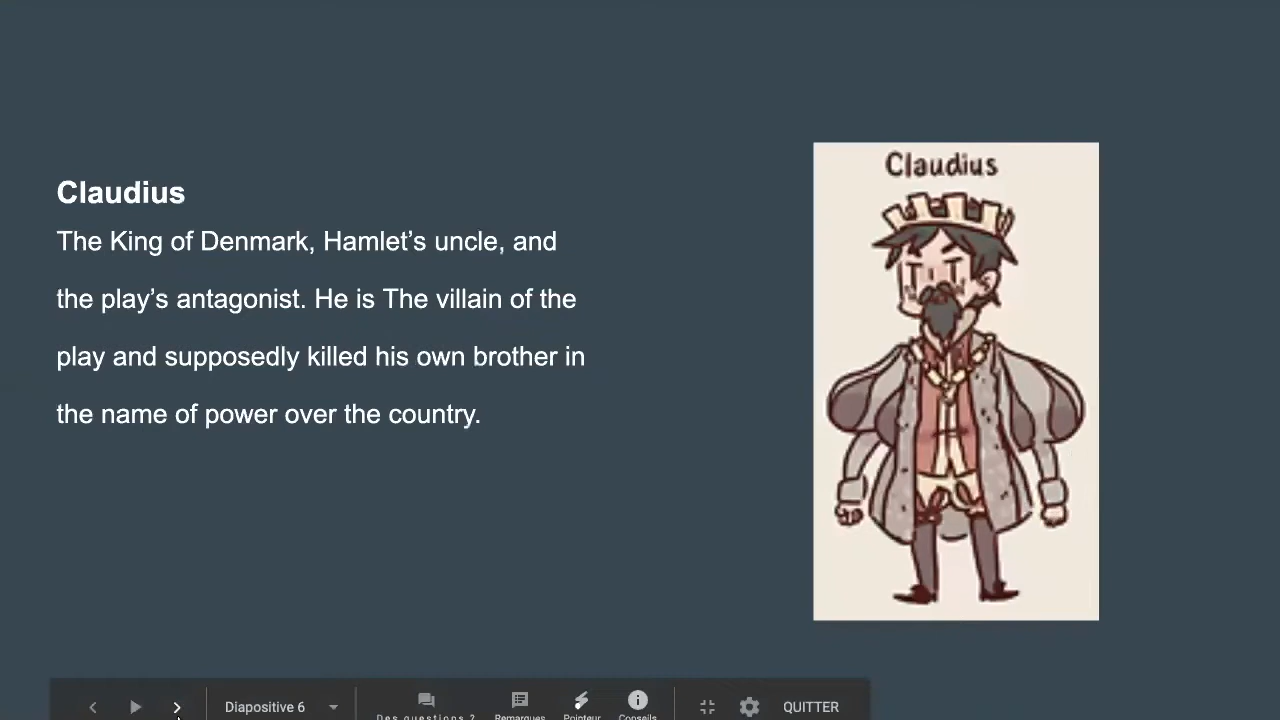 Claudius
Claudius
The King of Denmark, Hamlet’s uncle, and
the play’s antagonist. He is The villain of the
play and supposedly killed his own brother in
the name of power over the country.
Diapositive 6
Des questions ?
Remarques
Pointeur
Conseils
QUITTER